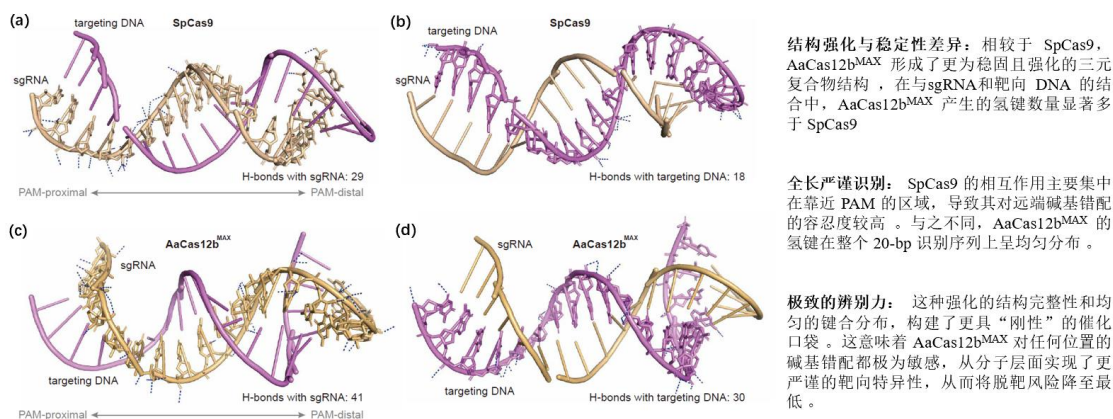 (a)
targeting DNA
SpCas9
sgRNA
H-bonds with sgRNA: 29
PAM-proximal
PAM-distal
(b)
targeting DNA
SpCas9
sgRNA
H-bonds with targeting DNA: 18
(c)
AaCas12b^MAX
sgRNA
targeting DNA
H-bonds with sgRNA: 41
PAM-proximal
PAM-distal
(d)
sgRNA
AaCas12b^MAX
targeting DNA
H-bonds with targeting DNA: 30
结构强化与稳定性差异：相较于 SpCas9，
AaCas12b^MAX 形成了更为稳固且强化的三元
复合物结构 ，在与sgRNA和靶向 DNA 的结
合中，AaCas12b^MAX 产生的氢键数量显著多
于 SpCas9
全长严谨识别： SpCas9 的相互作用主要集中
在靠近 PAM 的区域，导致其对远端碱基错配
的容忍度较高 。与之不同，AaCas12b^MAX 的
氢键在整个 20-bp 识别序列上呈均匀分布 。
极致的辨别力： 这种强化的结构完整性和均
匀的键合分布，构建了更具“刚性”的催化
口袋 。这意味着 AaCas12b^MAX 对任何位置的
碱基错配都极为敏感，从分子层面实现了更
严谨的靶向特异性，从而将脱靶风险降至最
低 。